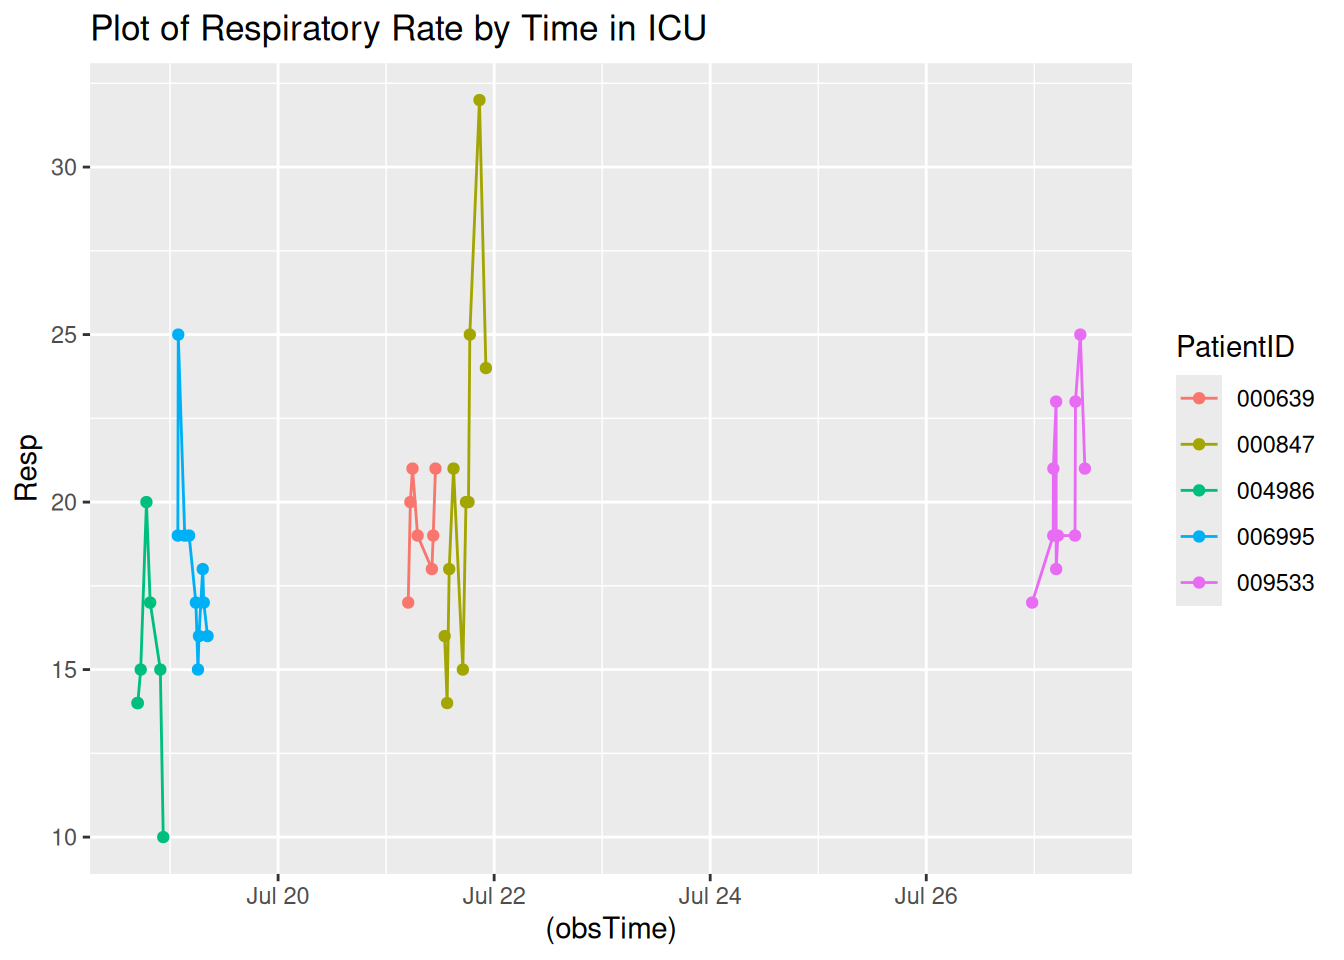 Plot of Respiratory Rate by Time in ICU
Resp
30
25
20
15
10
Jul 20
Jul 22
Jul 24
Jul 26
(obsTime)
PatientID
000639
000847
004986
006995
009533